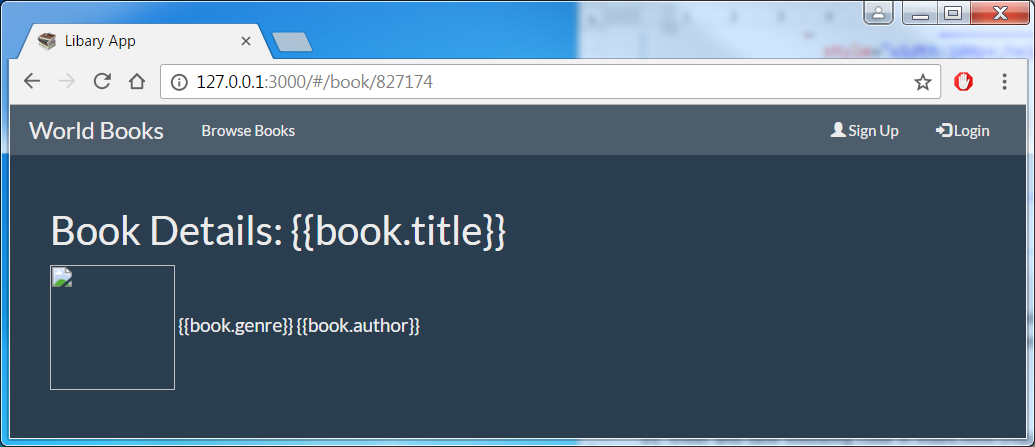 Libary App
127.0.0.1:3000/#/book/827174
World Books Browse Books Sign Up Login
Book Details: {{book.title}}
{{book.genre}} {{book.author}}